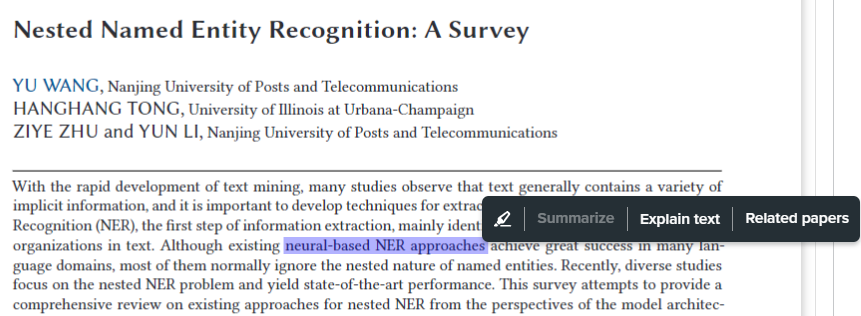 Nested Named Entity Recognition: A Survey
YU WANG, Nanjing University of Posts and Telecommunications
HANGHANG TONG, University of Illinois at Urbana-Champaign
ZIYE ZHU and YUN LI, Nanjing University of Posts and Telecommunications
With the rapid development of text mining, many studies observe that text generally contains a variety of
implicit information, and it is important to develop techniques for
Summarize Explain text Related papers
Recognition (NER), the first step of information extraction, mainly
organizations in text. Although existing neural-based NER approaches achieve great success in many lan-
guage domains, most of them normally ignore the nested nature of named entities. Recently, diverse studies
focus on the nested NER problem and yield state-of-the-art performance. This survey attempts to provide a
comprehensive review on existing approaches for nested NER from the perspectives of the model architec-